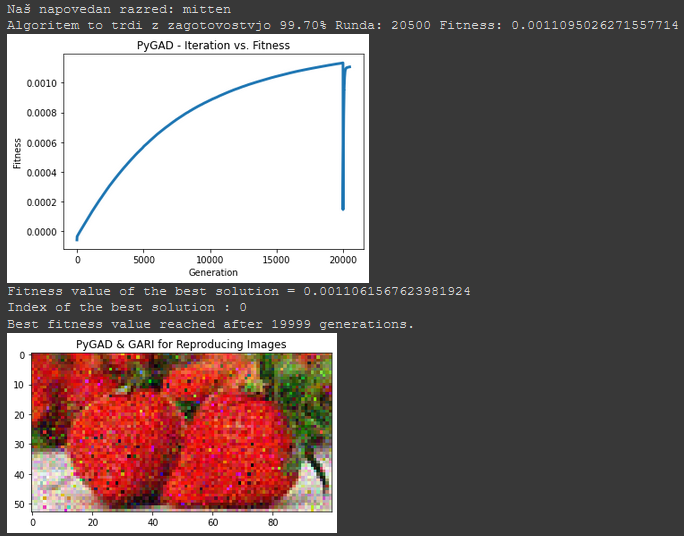 Naš napovedan razred: mitten
Algoritem to trdi z zagotovostvjo 99.70% Runda: 20500 Fitness: 0.0011095026271557714
PyGAD - Iteration vs. Fitness
0.0010
0.0008
0.0006
0.0004
0.0002
0.0000
Fitness
0 5000 10000 15000 20000
Generation
Fitness value of the best solution = 0.0011061567623981924
Index of the best solution : 0
Best fitness value reached after 19999 generations.
PyGAD & GARI for Reproducing Images
0
10
20
30
40
50
0 20 40 60 80